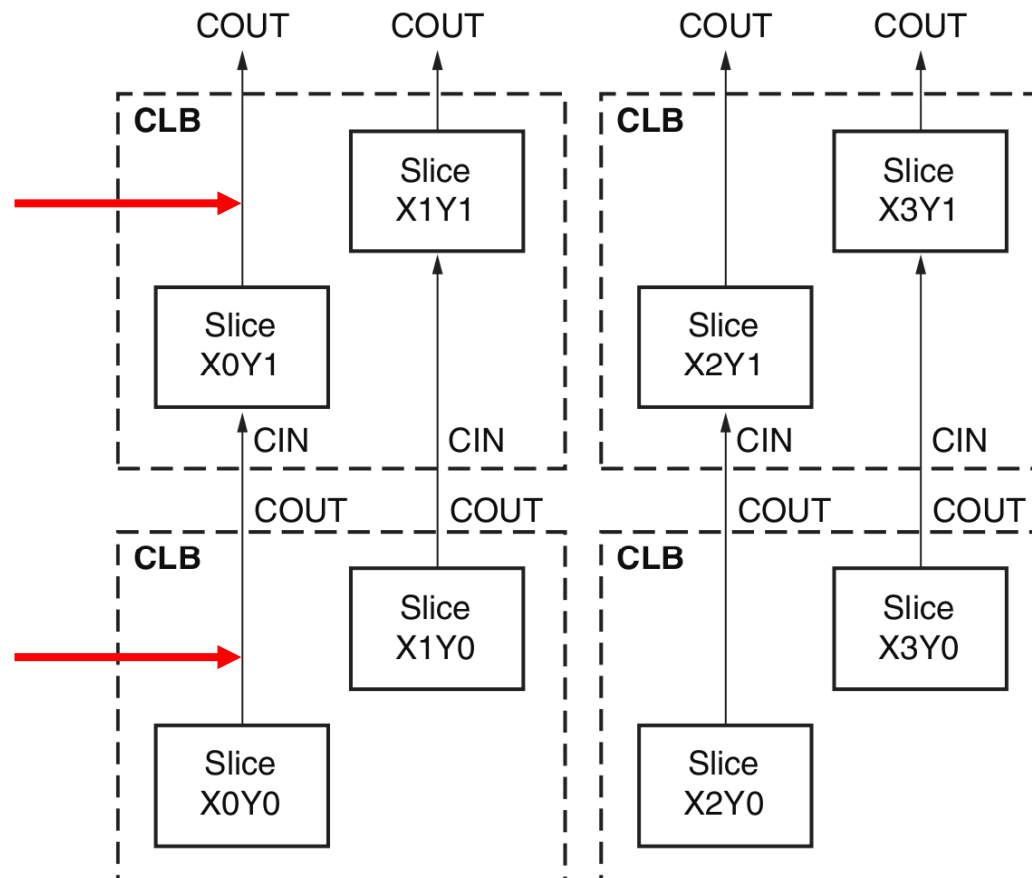 COUT
COUT
COUT
COUT
CLB
CLB
Slice
X1Y1
Slice
X3Y1
Slice
X0Y1
Slice
X2Y1
CIN
CIN
CIN
CIN
COUT
COUT
COUT
COUT
CLB
CLB
Slice
X1Y0
Slice
X3Y0
Slice
X0Y0
Slice
X2Y0